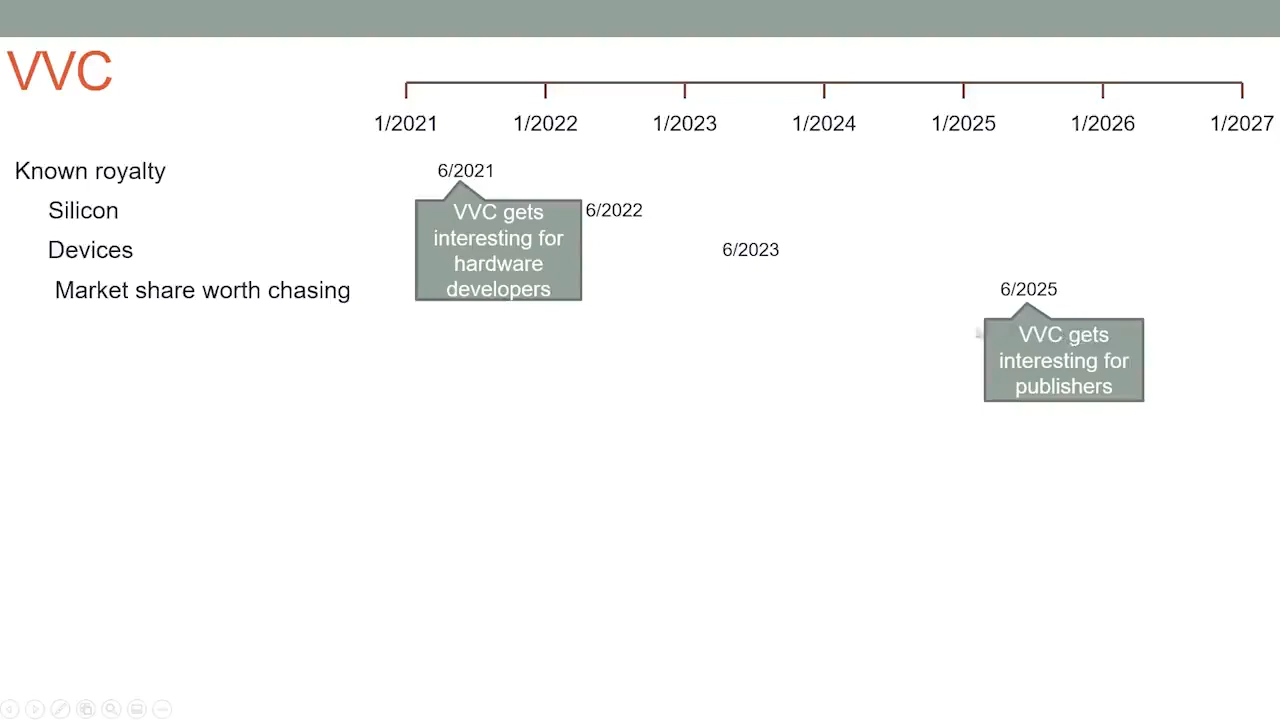 VVC
1/2021 1/2022 1/2023 1/2024 1/2025 1/2026 1/2027
Known royalty 6/2021
Silicon 6/2022
Devices 6/2023
Market share worth chasing 6/2025
VVC gets
interesting for
hardware
developers
VVC gets
interesting for
publishers